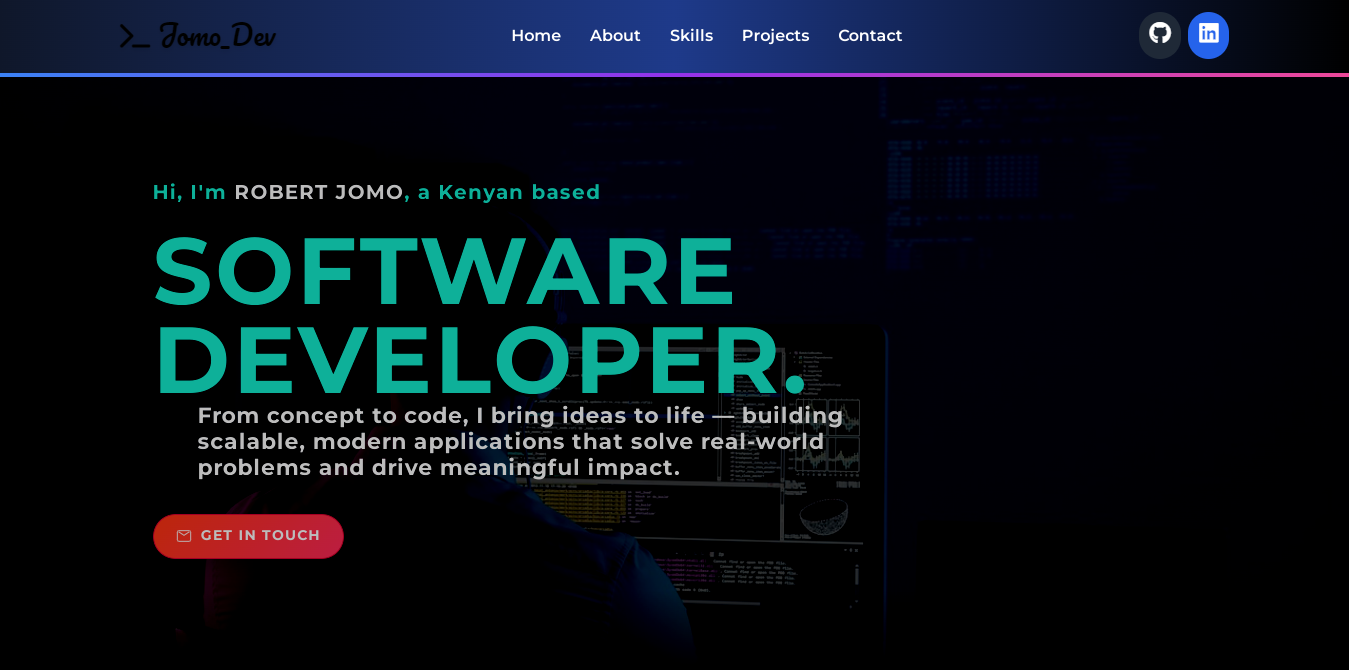 >_ Jomo_Dev
Home About Skills Projects Contact
Hi, I'm ROBERT JOMO, a Kenyan based
SOFTWARE
DEVELOPER.
From concept to code, I bring ideas to life — building
scalable, modern applications that solve real-world
problems and drive meaningful impact.
GET IN TOUCH